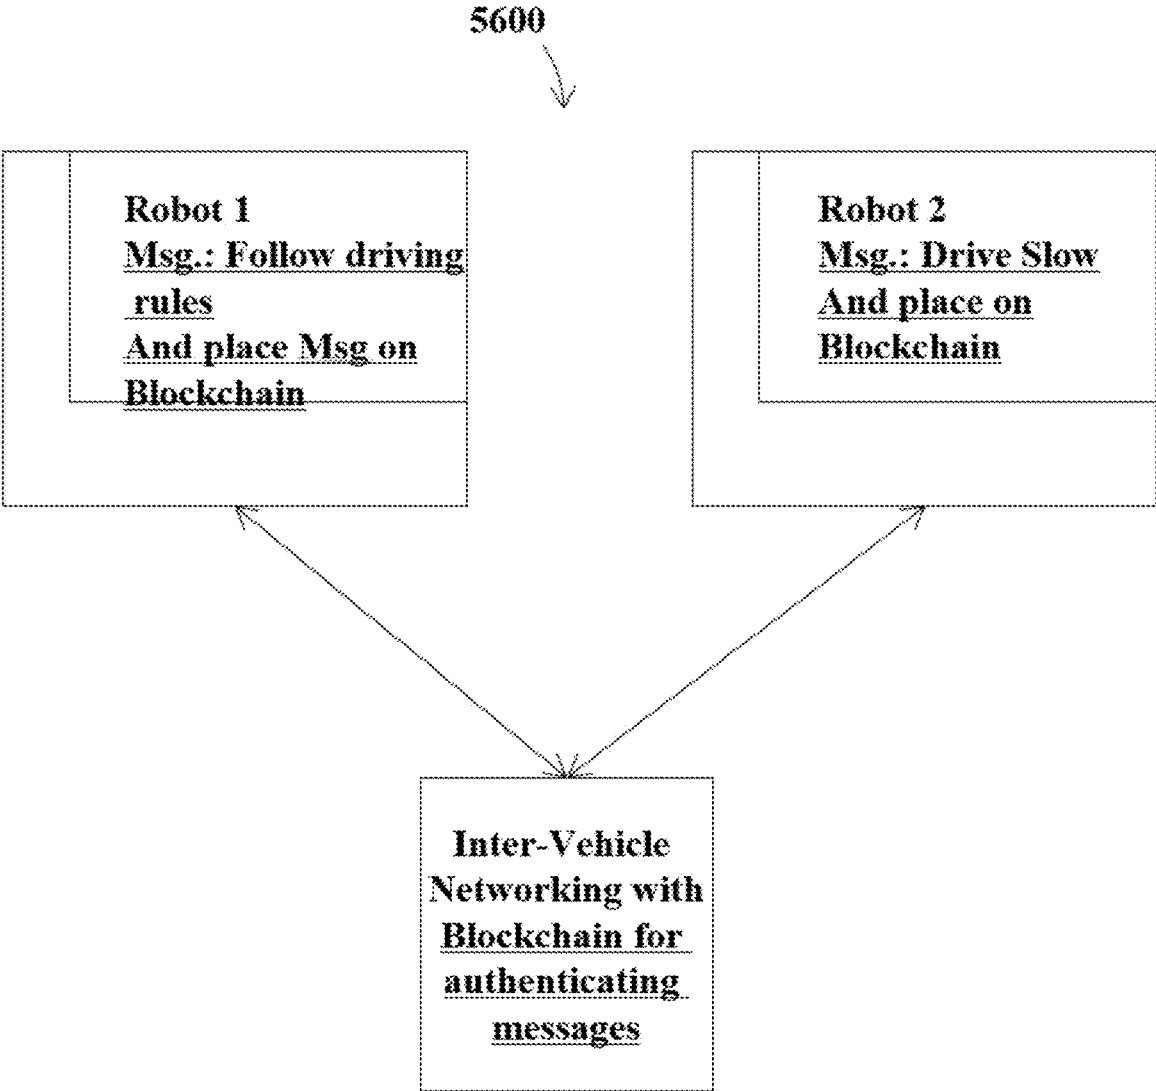 5600
Robot 1
Msg.: Follow driving
rules
And place Msg on
Blockchain
Robot 2
Msg.: Drive Slow
And place on
Blockchain
Inter-Vehicle
Networking with
Blockchain for
authenticating
messages